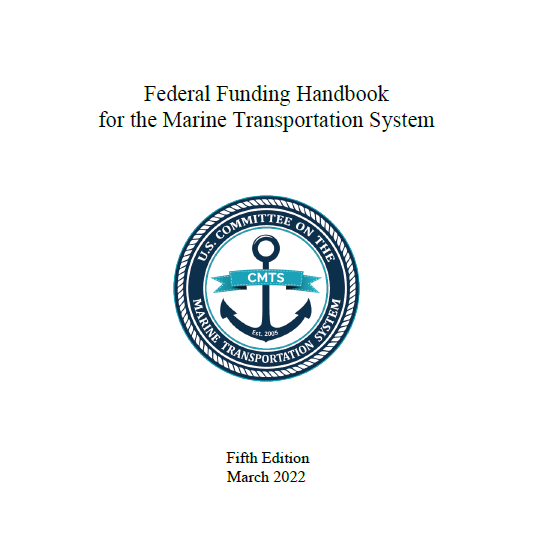 Federal Funding Handbook
for the Marine Transportation System
U.S. COMMITTEE ON THE
CMTS
Est. 2005
MARINE TRANSPORTATION SYSTEM
Fifth Edition
March 2022